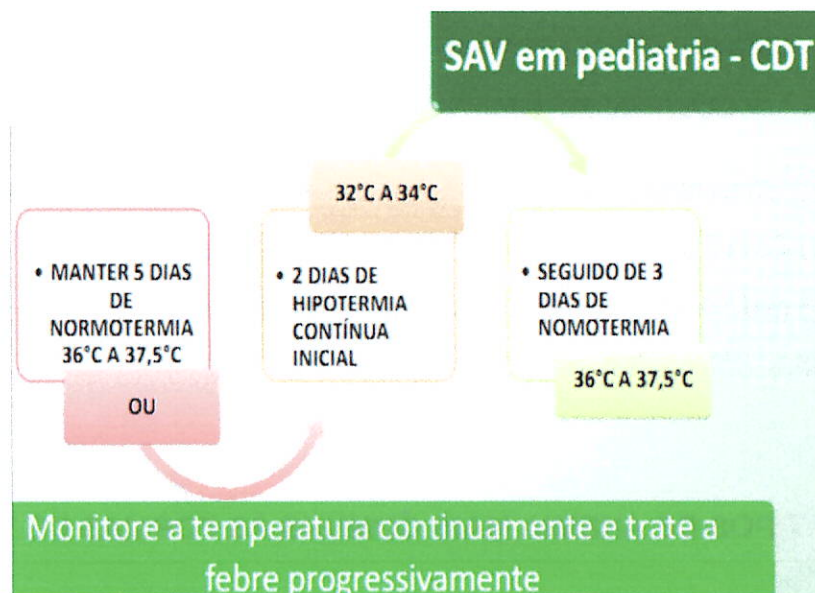 SAV em pediatria - CDT
• MANTER 5 DIAS
DE
NORMOTERMIA
36°C A 37,5°C
OU
32°C A 34°C
• 2 DIAS DE
HIPOTERMIA
CONTÍNUA
INICIAL
• SEGUIDO DE 3
DIAS DE
NOMOTERMIA
36°C A 37,5°C
Monitore a temperatura continuamente e trate a
febre progressivamente